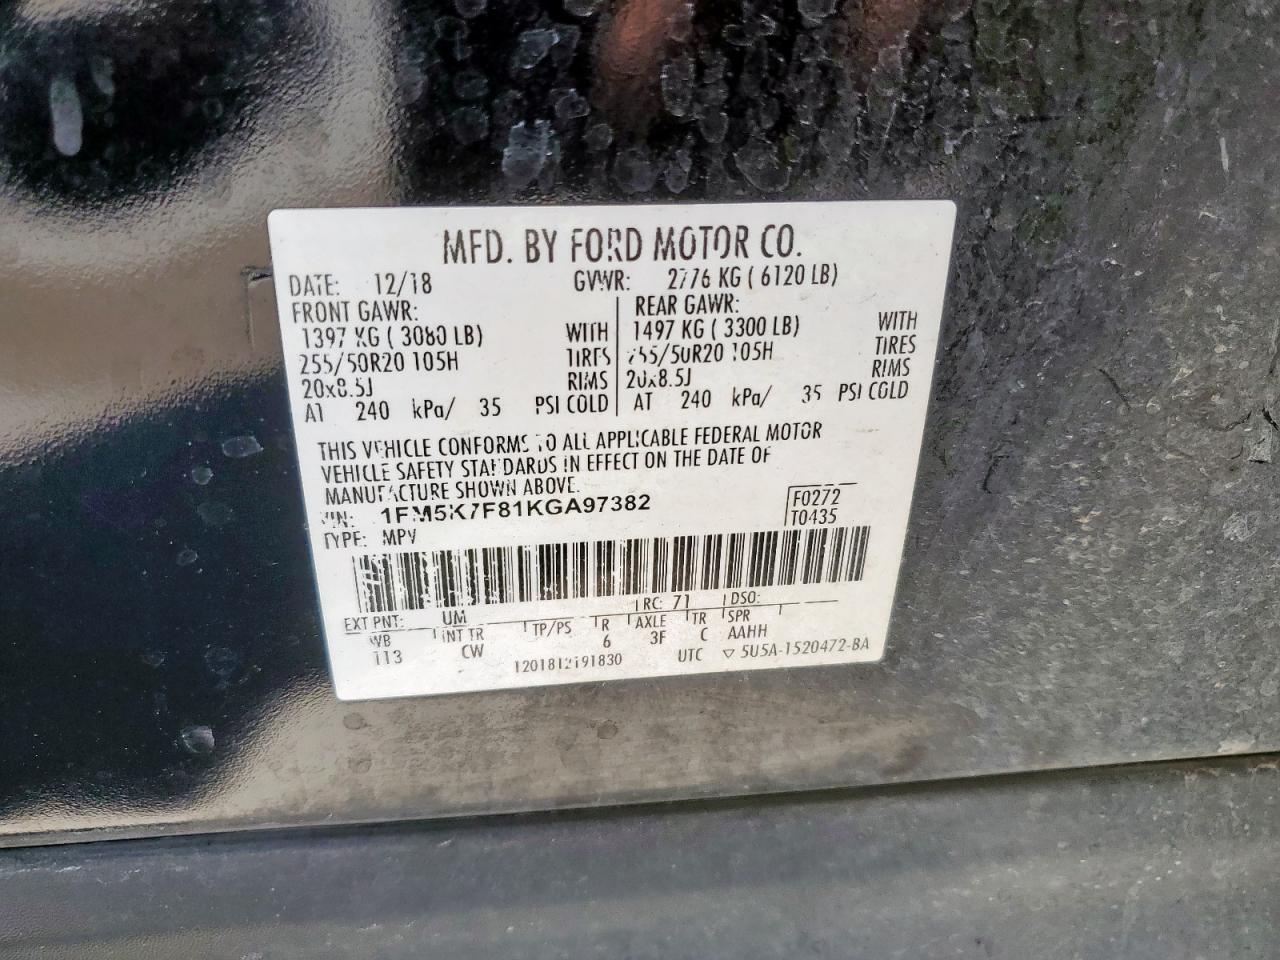 MFD. BY FORD MOTOR CO.
DATE: 12/18 GVWR: 2776 KG ( 6120 LB)
FRONT GAWR:
1397 KG ( 3080 LB) WITH
255/50R20 105H TIRES
20x8.5J RIMS
AT 240 kPa/ 35 PSI COLD
REAR GAWR:
1497 KG ( 3300 LB) WITH
255/50R20 105H TIRES
20x8.5J RIMS
AT 240 kPa/ 35 PSI COLD
THIS VEHICLE CONFORMS TO ALL APPLICABLE FEDERAL MOTOR
VEHICLE SAFETY STANDARDS IN EFFECT ON THE DATE OF
MANUFACTURE SHOWN ABOVE.
VIN: 1FM5K7F81KGA97382
F0272
T0435
TYPE: MPV
EXT PNT: UM RC: 71 DSO:
WB INT TR TP/PS R AXLE TR SPR
113 CW 6 3F C AAHH
1201812191830 UTC ▽ 5U5A-1520472-BA